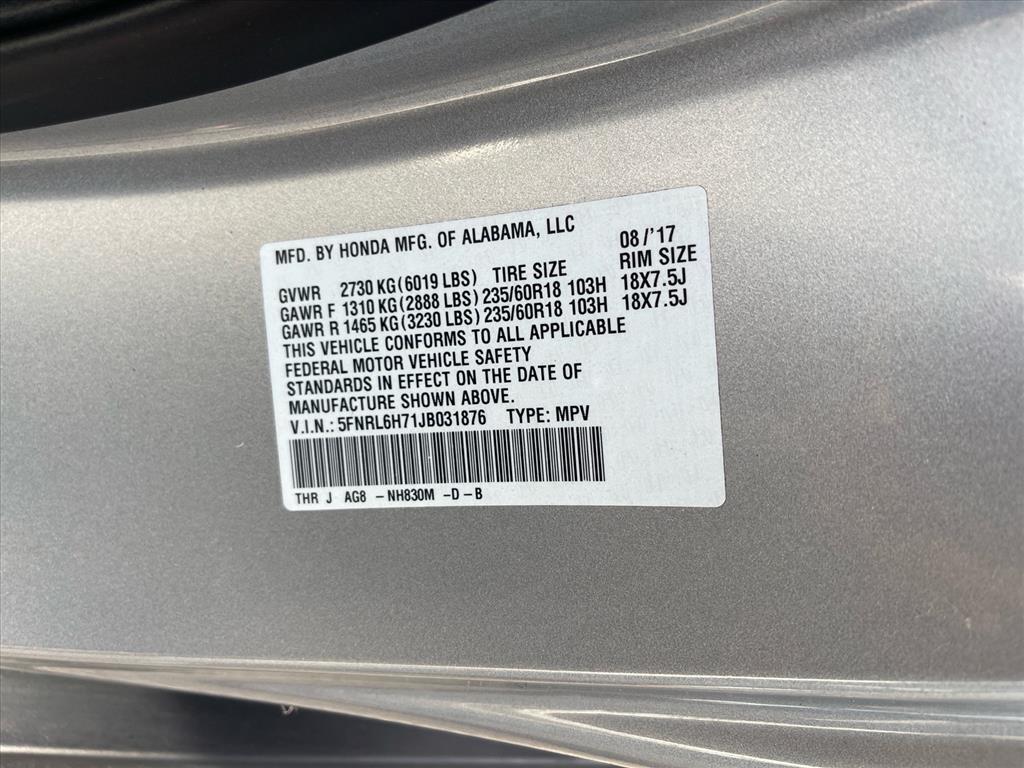 MFD. BY HONDA MFG. OF ALABAMA, LLC 08/'17
GVWR 2730 KG(6019 LBS) TIRE SIZE RIM SIZE
GAWR F 1310 KG(2888 LBS) 235/60R18 103H 18X7.5J
GAWR R 1465 KG(3230 LBS) 235/60R18 103H 18X7.5J
THIS VEHICLE CONFORMS TO ALL APPLICABLE
FEDERAL MOTOR VEHICLE SAFETY
STANDARDS IN EFFECT ON THE DATE OF
MANUFACTURE SHOWN ABOVE.
V.I.N.: 5FNRL6H71JB031876 TYPE: MPV
THR J AG8 – NH830M –D – B